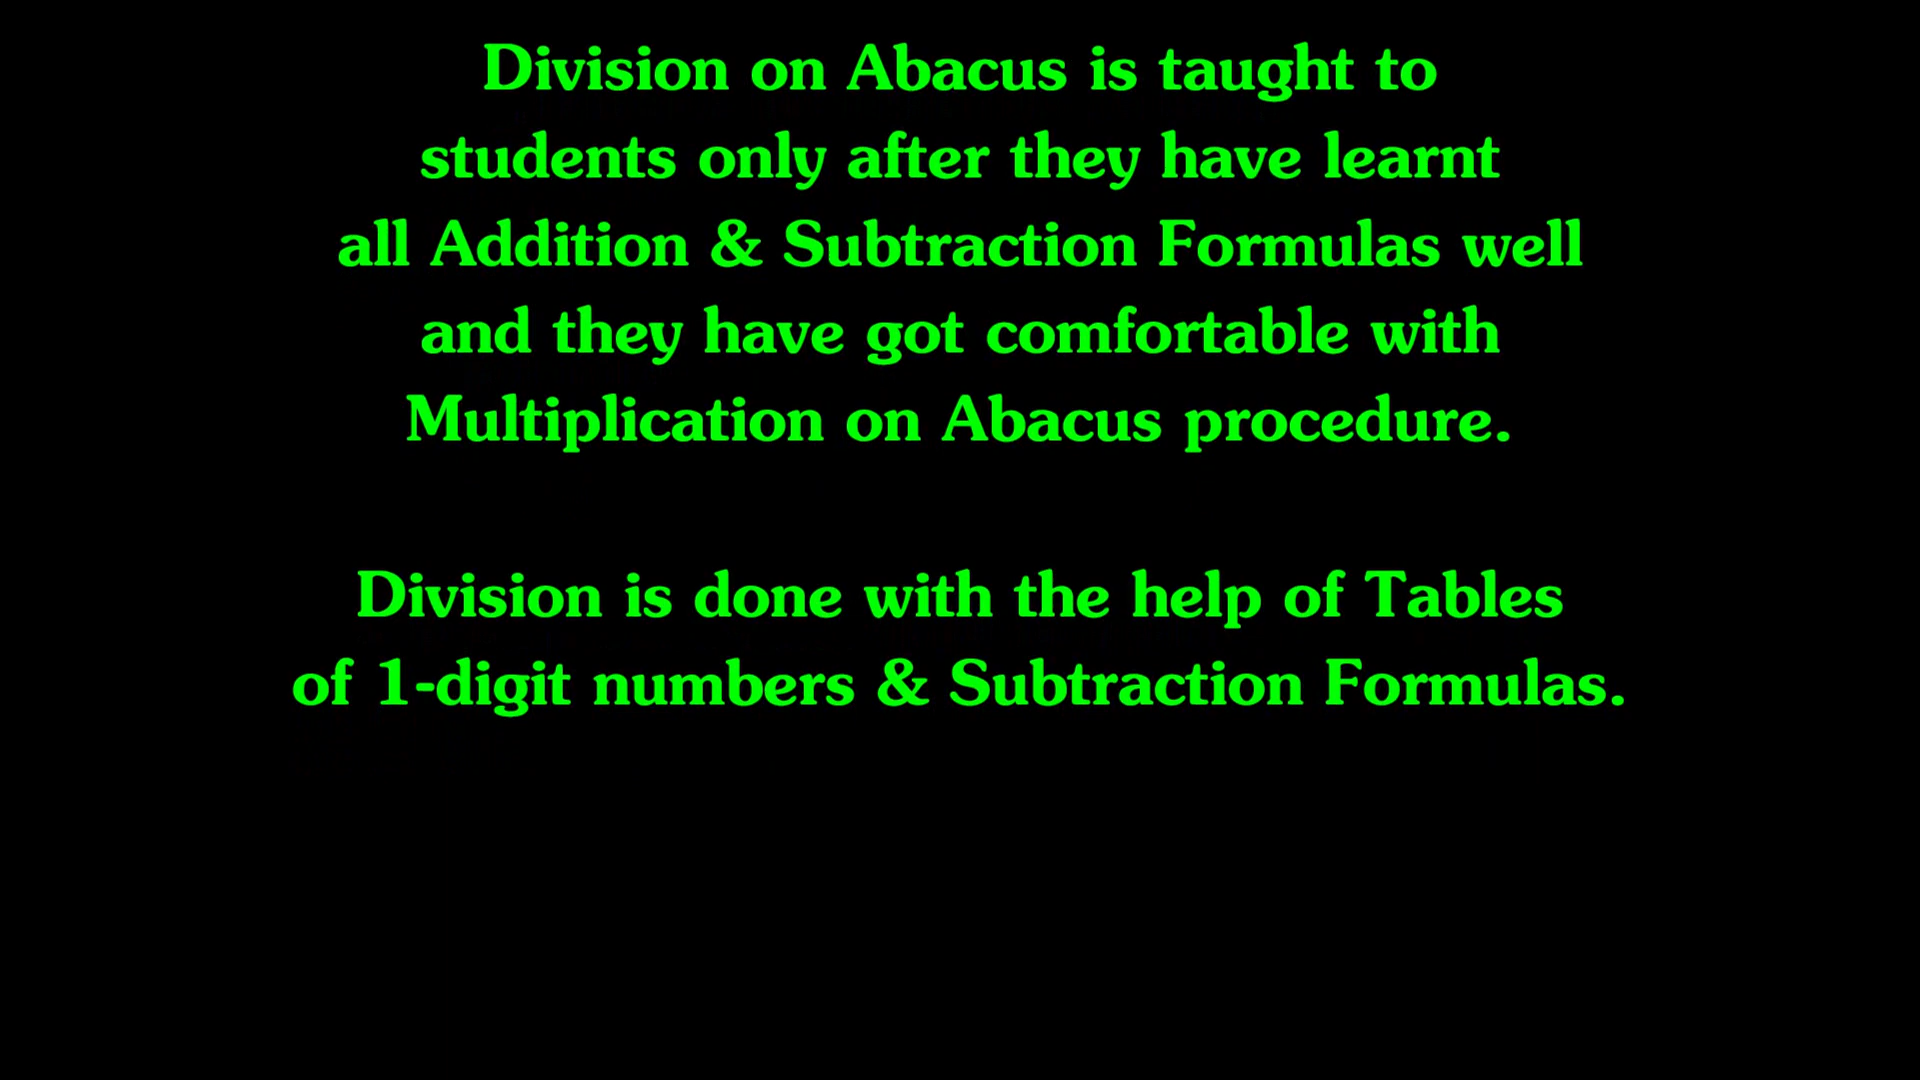 Division on Abacus is taught to
students only after they have learnt
all Addition & Subtraction Formulas well
and they have got comfortable with
Multiplication on Abacus procedure.
Division is done with the help of Tables
of 1-digit numbers & Subtraction Formulas.